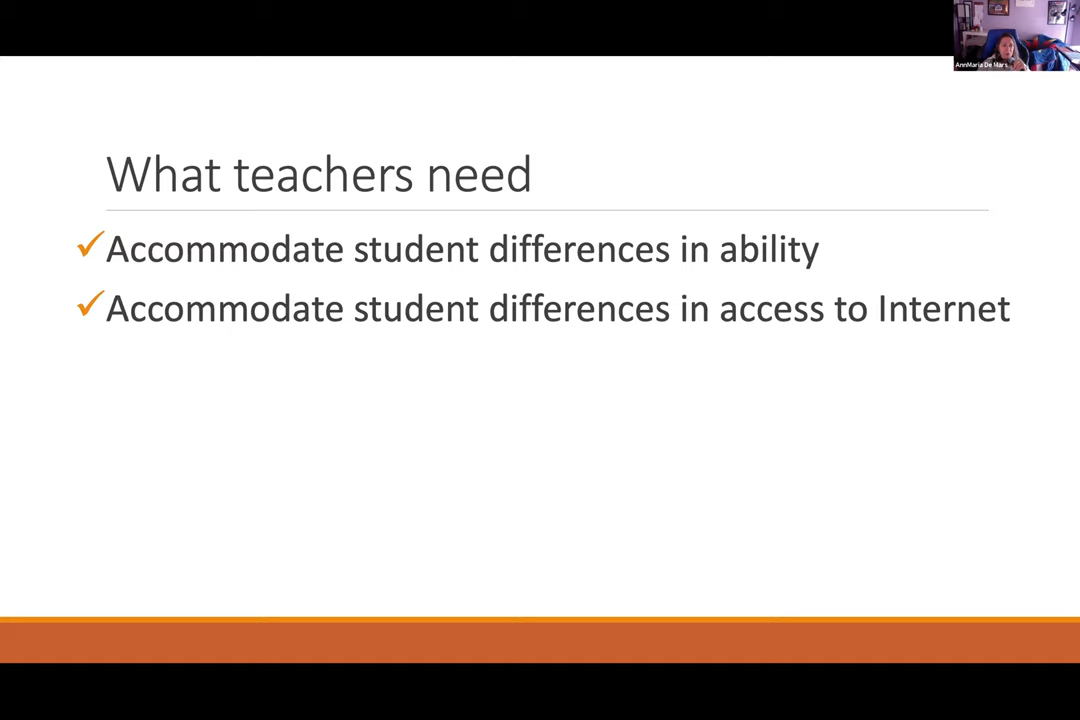 AnnMaria De Mars
What teachers need
✓Accommodate student differences in ability
✓Accommodate student differences in access to Internet